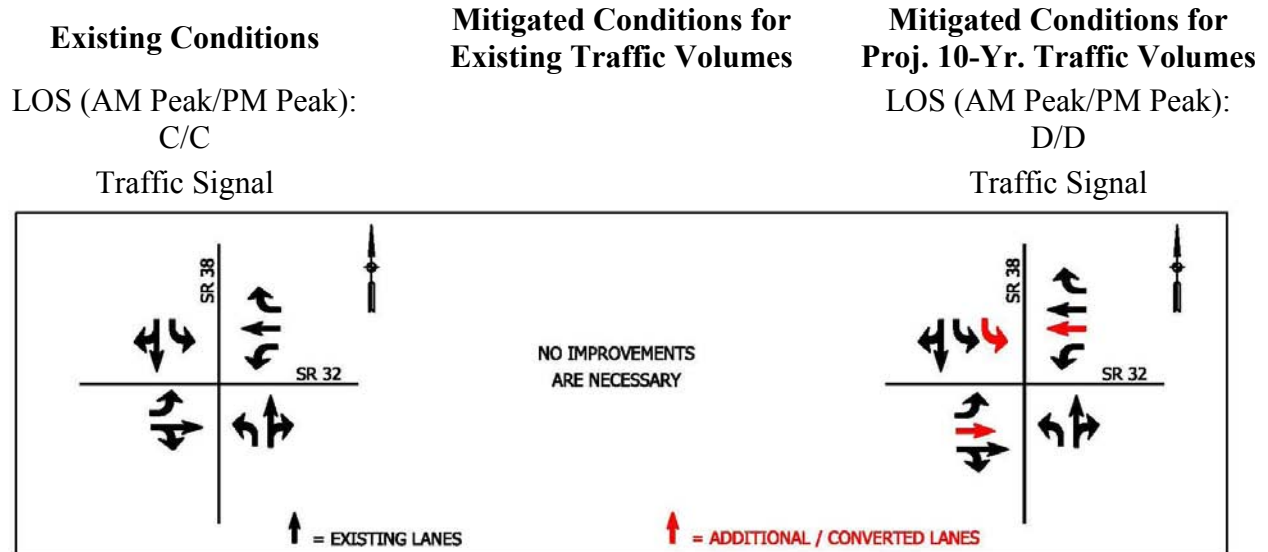 Existing Conditions
LOS (AM Peak/PM Peak):
C/C
Traffic Signal
Mitigated Conditions for
Existing Traffic Volumes
Mitigated Conditions for
Proj. 10-Yr. Traffic Volumes
LOS (AM Peak/PM Peak):
D/D
Traffic Signal
SR 38
SR 32
NO IMPROVEMENTS
ARE NECESSARY
SR 38
SR 32
= EXISTING LANES
= ADDITIONAL / CONVERTED LANES